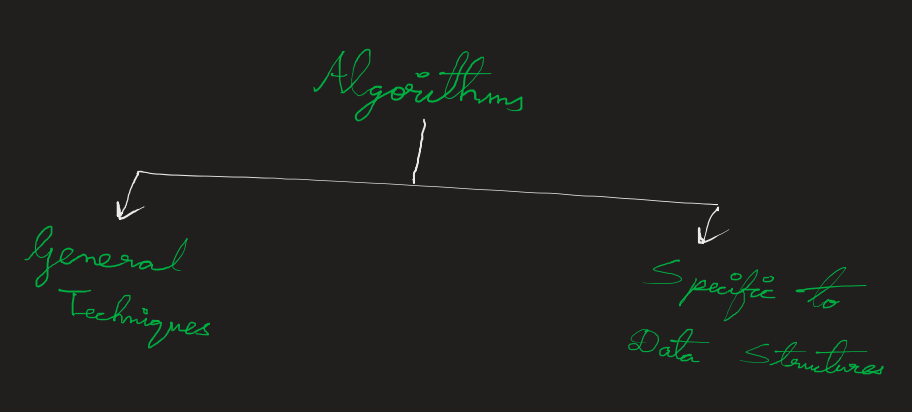 Algorithms
General
Techniques
Specific to
Data Structures